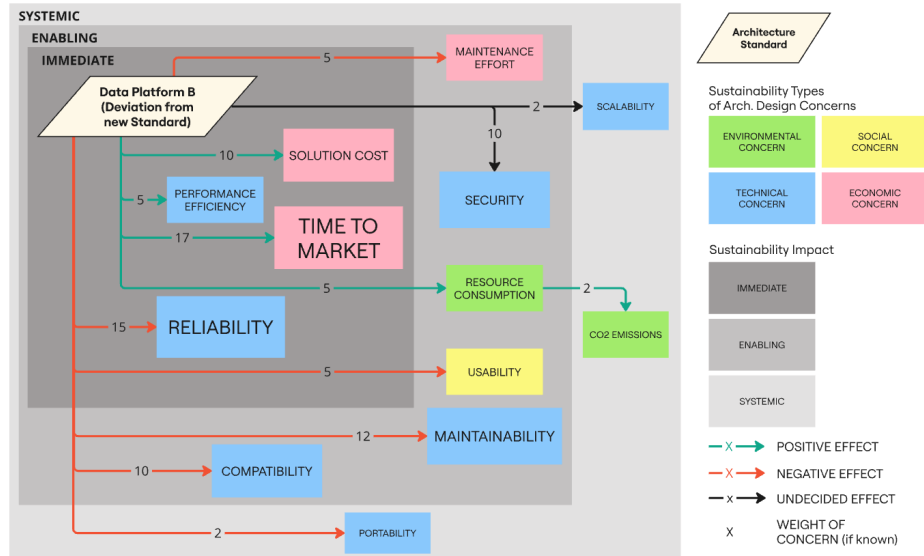 SYSTEMIC
ENABLING
IMMEDIATE
Data Platform B
(Deviation from
new Standard)
5
MAINTENANCE
EFFORT
2
SCALABILITY
10
SECURITY
10
SOLUTION COST
5
PERFORMANCE
EFFICIENCY
17
TIME TO
MARKET
5
RESOURCE
CONSUMPTION
2
CO2 EMISSIONS
15
RELIABILITY
5
USABILITY
12
MAINTAINABILITY
10
COMPATIBILITY
2
PORTABILITY
Architecture
Standard
Sustainability Types
of Arch. Design Concerns
ENVIRONMENTAL
CONCERN
SOCIAL
CONCERN
TECHNICAL
CONCERN
ECONOMIC
CONCERN
Sustainability Impact
IMMEDIATE
ENABLING
SYSTEMIC
X POSITIVE EFFECT
X NEGATIVE EFFECT
x UNDECIDED EFFECT
X WEIGHT OF
CONCERN (if known)